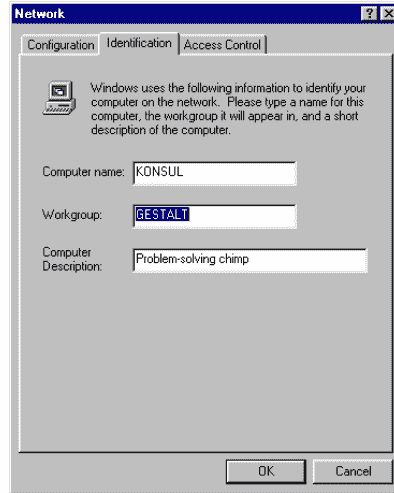 Network
Configuration Identification Access Control
Windows uses the following information to identify your
computer on the network. Please type a name for this
computer, the workgroup it will appear in, and a short
description of the computer.
Computer name: KONSUL
Workgroup: GESTALT
Computer
Description: Problem-solving chimp
OK Cancel